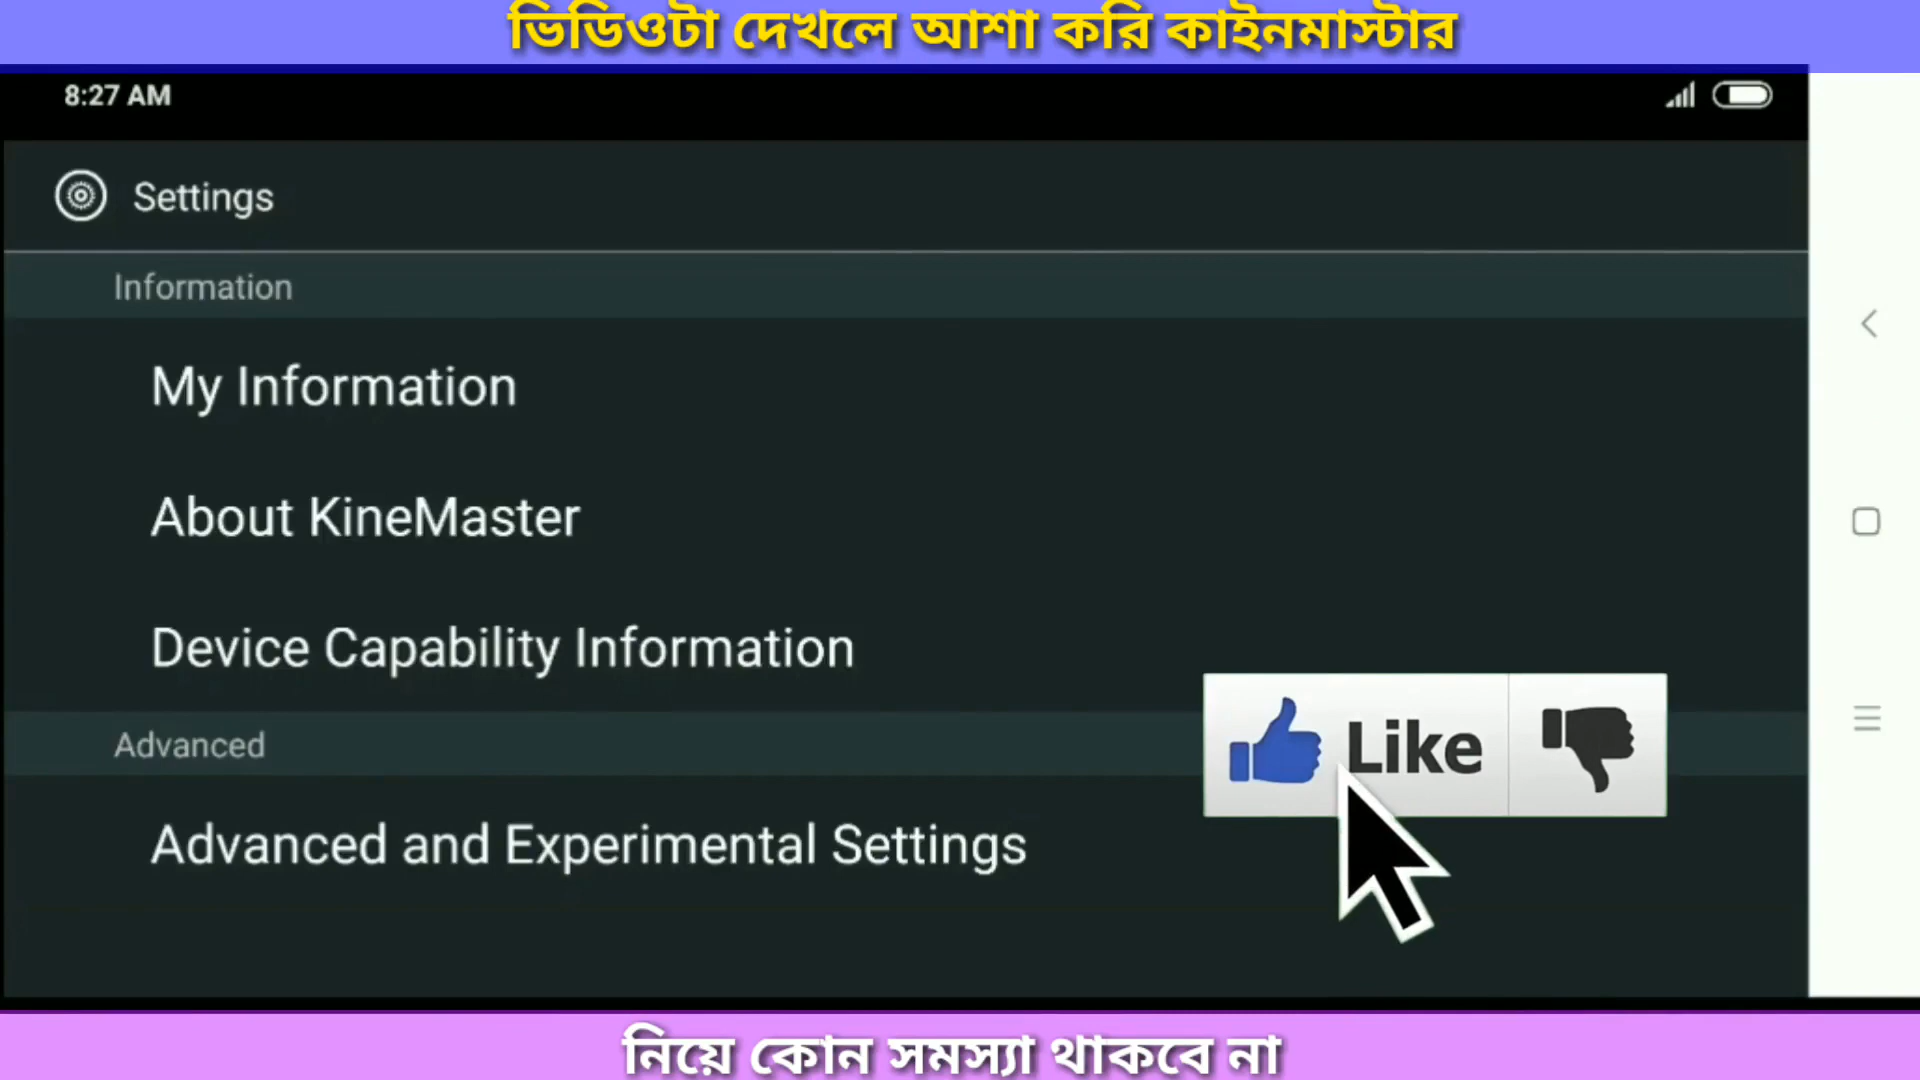 ভিডিওটা দেখলে আশা করি কাইনমাস্টার
8:27 AM
Settings
Information
My Information
About KineMaster
Device Capability Information
Advanced
Like
Advanced and Experimental Settings
নিয়ে কোন সমস্যা থাকবে না